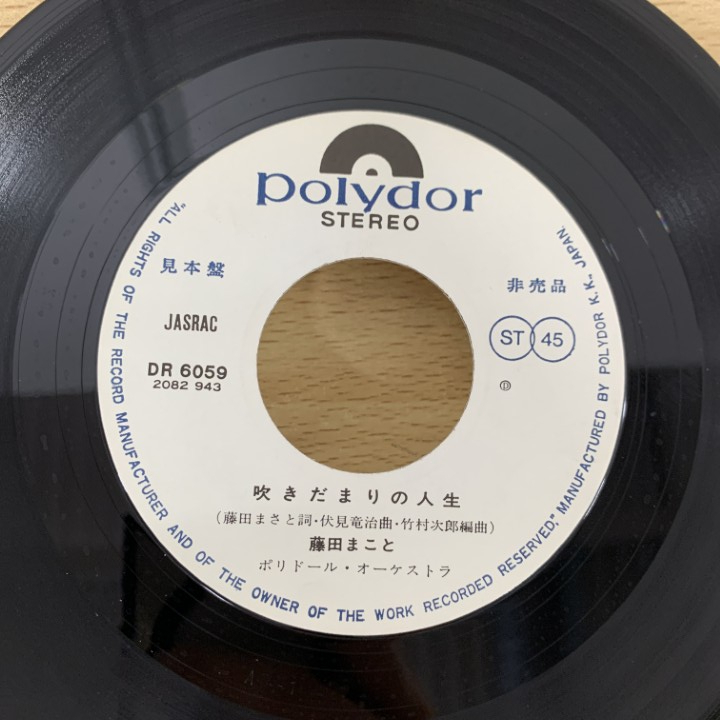 polydor
STEREO
見本盤
非売品
JASRAC
ST 45
DR 6059
2082 943
Ⓓ
吹きだまりの人生
(藤田まさと詞・伏見竜治曲・竹村次郎編曲)
藤田まこと
ポリドール・オーケストラ
"ALL RIGHTS OF THE RECORD MANUFACTURER AND OF THE OWNER OF THE WORK RECORDED RESERVED," MANUFACTURED BY POLYDOR K.K., JAPAN.